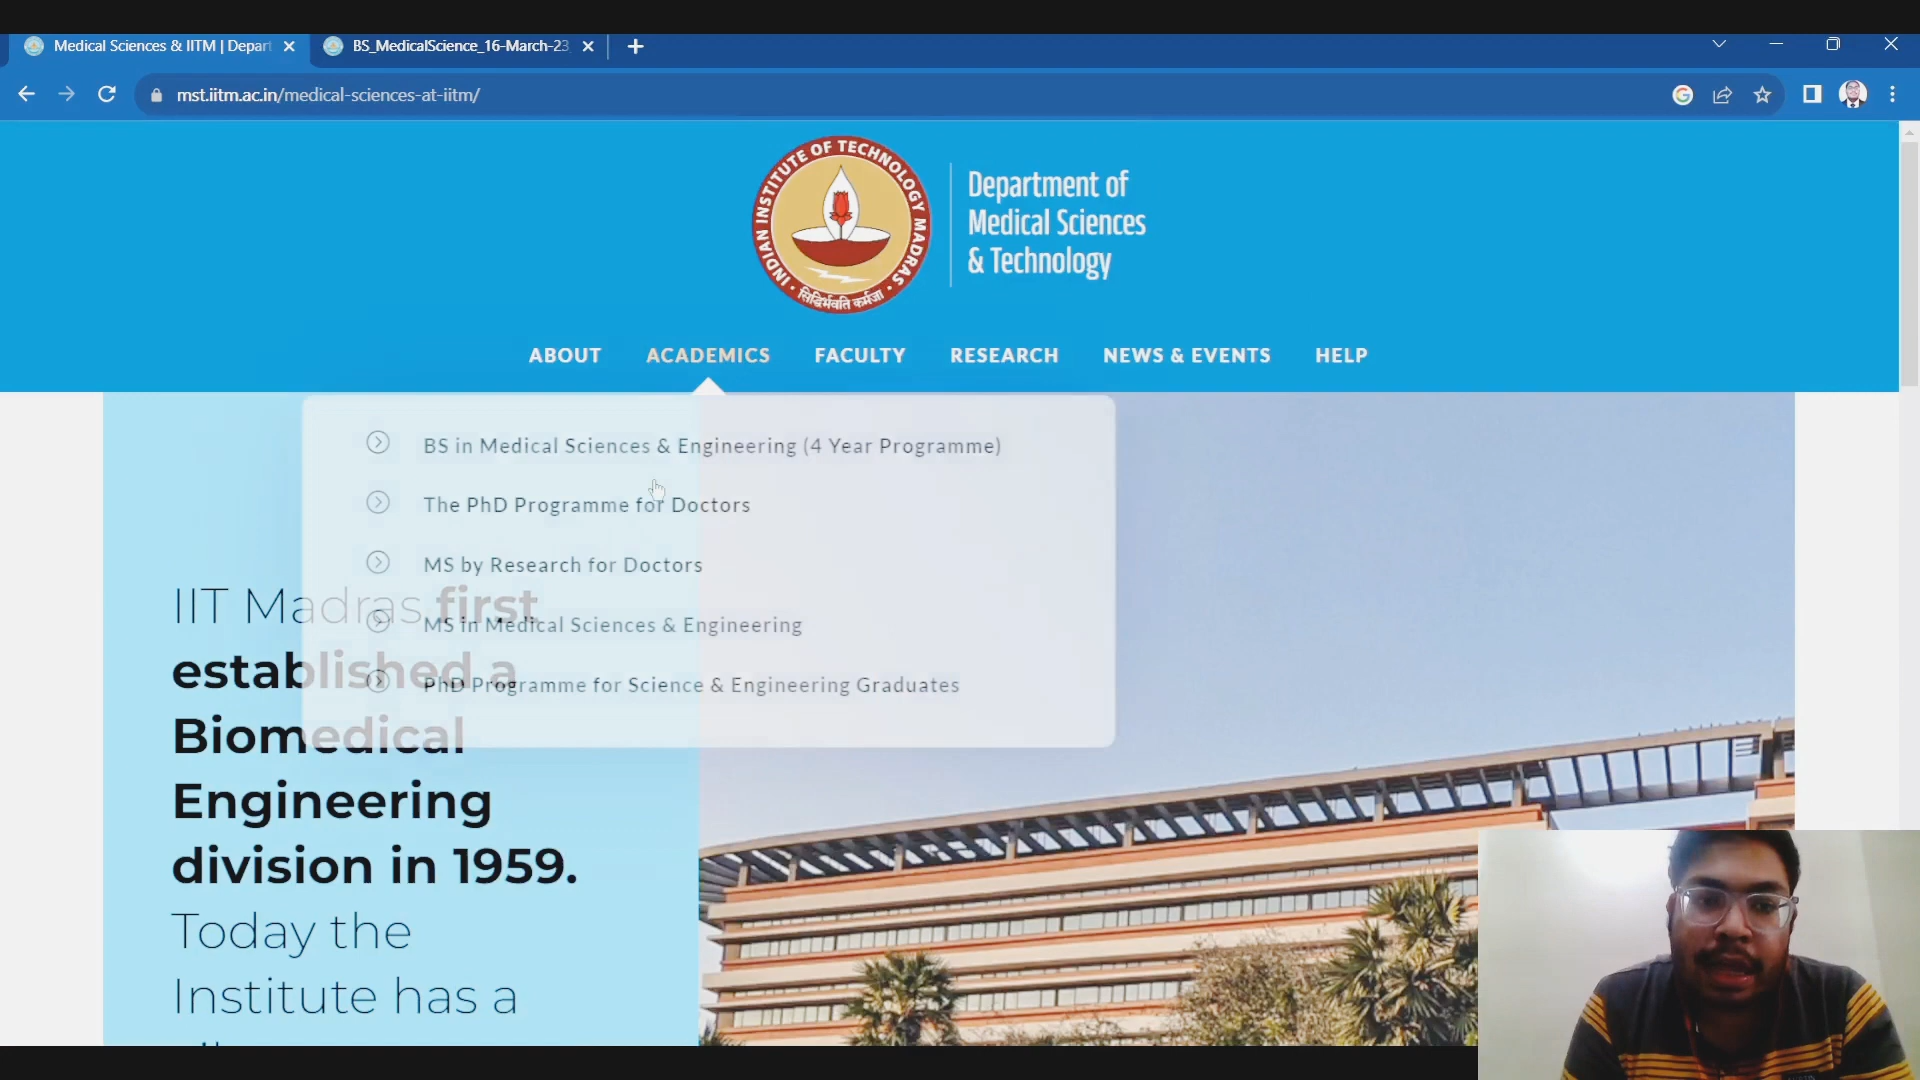 Medical Sciences & IITM | Depart
BS_MedicalScience_16-March-23
mst.iitm.ac.in/medical-sciences-at-iitm/
INDIAN INSTITUTE OF TECHNOLOGY MADRAS
सिद्धिर्भवति कर्मजा
Department of
Medical Sciences
& Technology
ABOUT ACADEMICS FACULTY RESEARCH NEWS & EVENTS HELP
BS in Medical Sciences & Engineering (4 Year Programme)
The PhD Programme for Doctors
MS by Research for Doctors
MS in Medical Sciences & Engineering
PhD Programme for Science & Engineering Graduates
IIT Madras first
established a
Biomedical
Engineering
division in 1959.
Today the
Institute has a